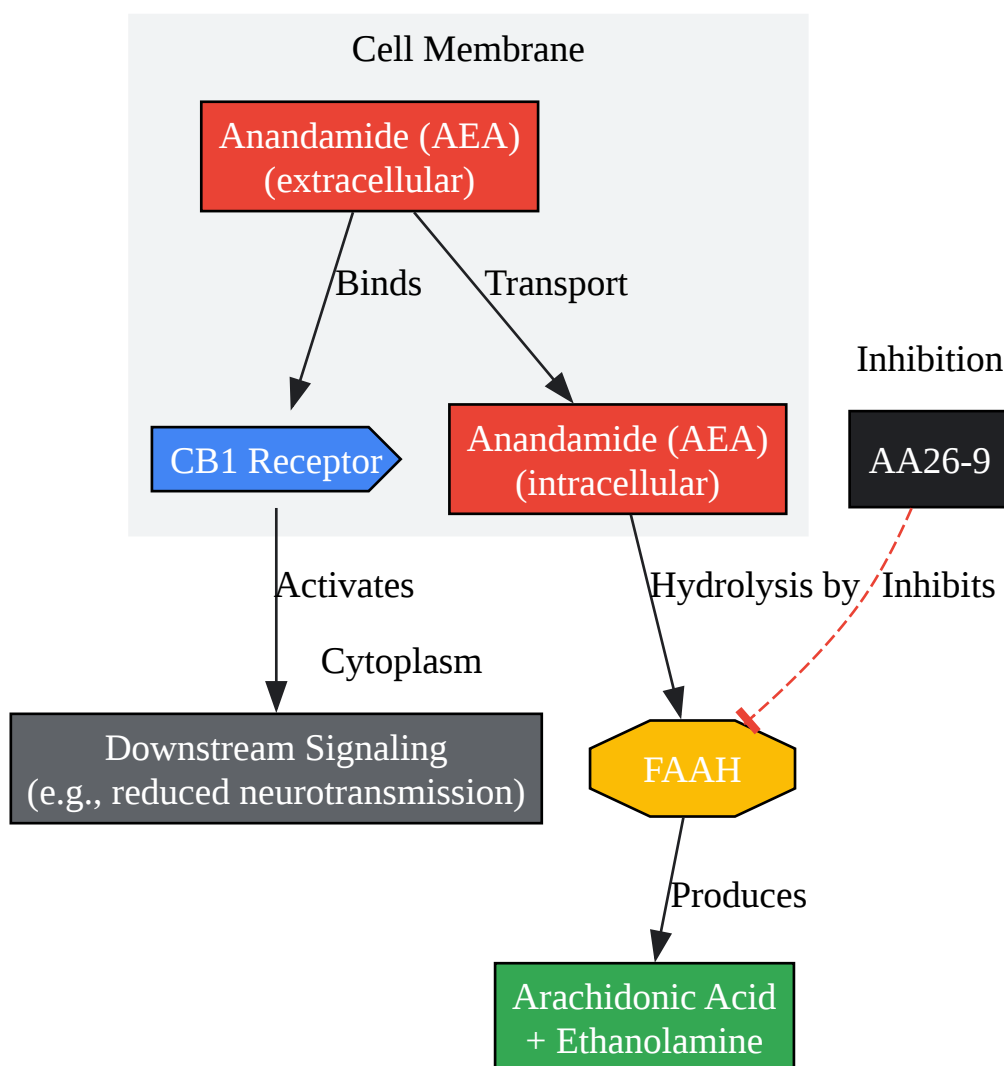 Cell Membrane
Anandamide (AEA)
(extracellular)
Binds
Transport
Inhibition
CB1 Receptor
Anandamide (AEA)
(intracellular)
AA26-9
Activates
Hydrolysis by
Inhibits
Cytoplasm
Downstream Signaling
(e.g., reduced neurotransmission)
FAAH
Produces
Arachidonic Acid
+ Ethanolamine